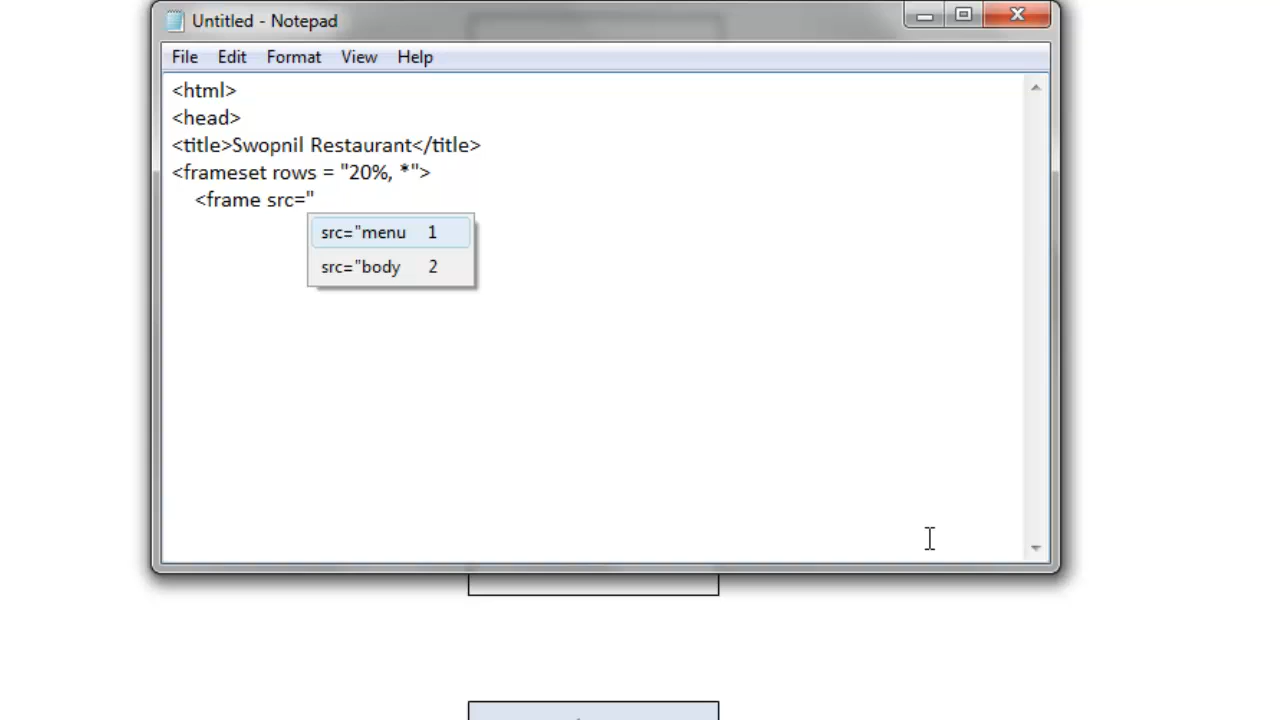 Untitled - Notepad
File Edit Format View Help
<html>
<head>
<title>Swopnil Restaurant</title>
<frameset rows = "20%, *">
<frame src="
src="menu 1
src="body 2